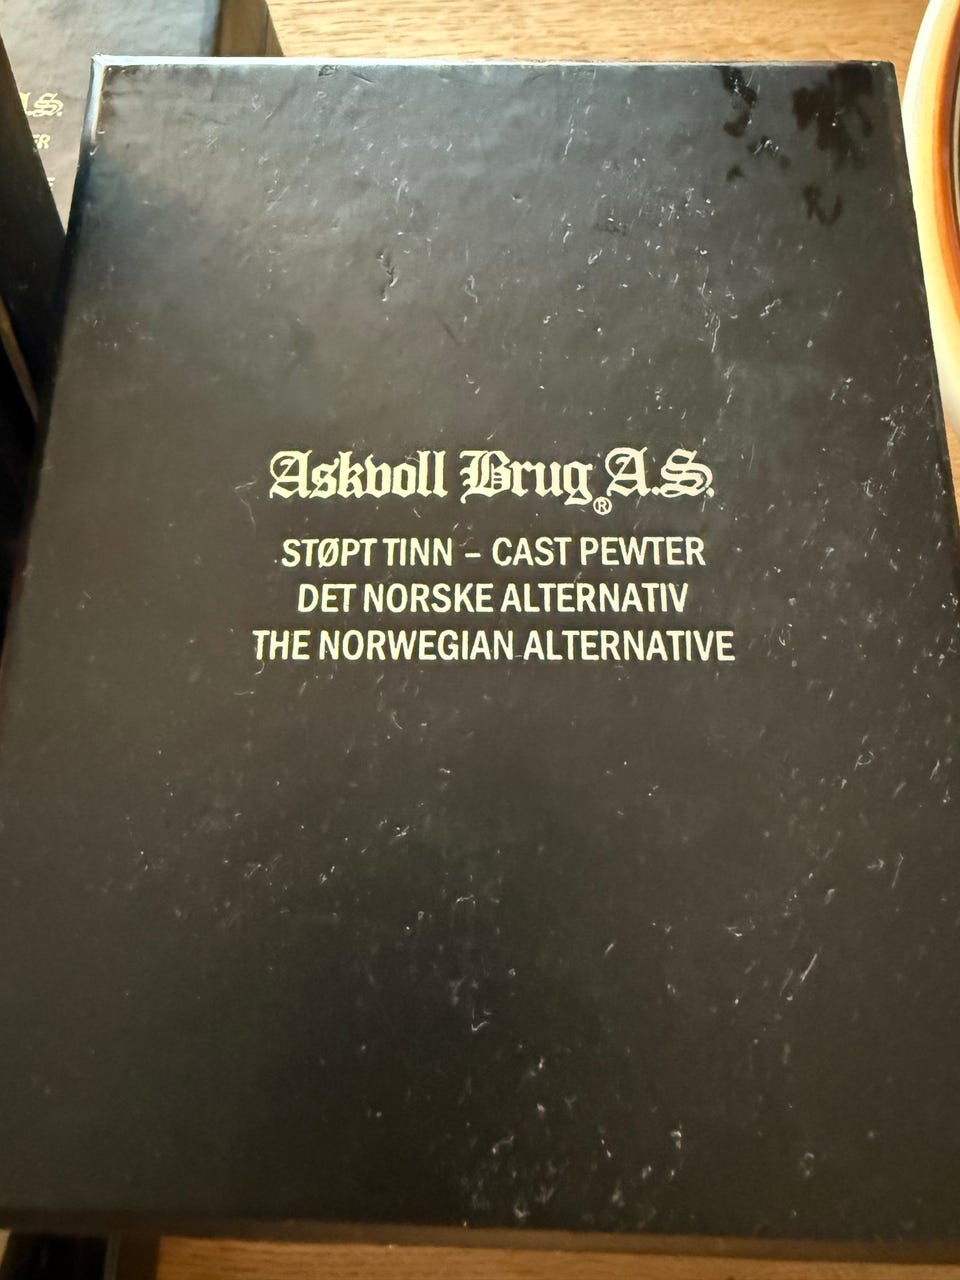 Askvoll Brug A.S.
®
STØPT TINN – CAST PEWTER
DET NORSKE ALTERNATIV
THE NORWEGIAN ALTERNATIVE